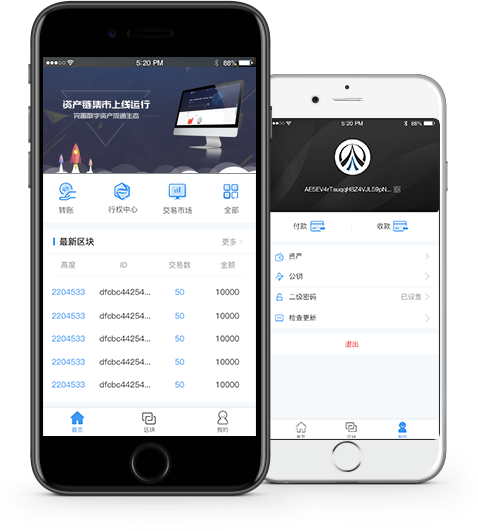 5:20 PM 88%
资产链集市上线运行
完善数字资产流通生态
转账 行权中心 交易市场 全部
最新区块 更多
高度 ID 交易数 金额
2204533 dfcbc44254... 50 10000
2204533 dfcbc44254... 50 10000
2204533 dfcbc44254... 50 10000
2204533 dfcbc44254... 50 10000
2204533 dfcbc44254... 50 10000
首页 区块 我的
5:20 PM 88%
AE5EV4rTauqqH8Z4VJL59pN...
付款 收款
资产
公钥
二级密码 已设置
检查更新
退出
首页 区块 我的